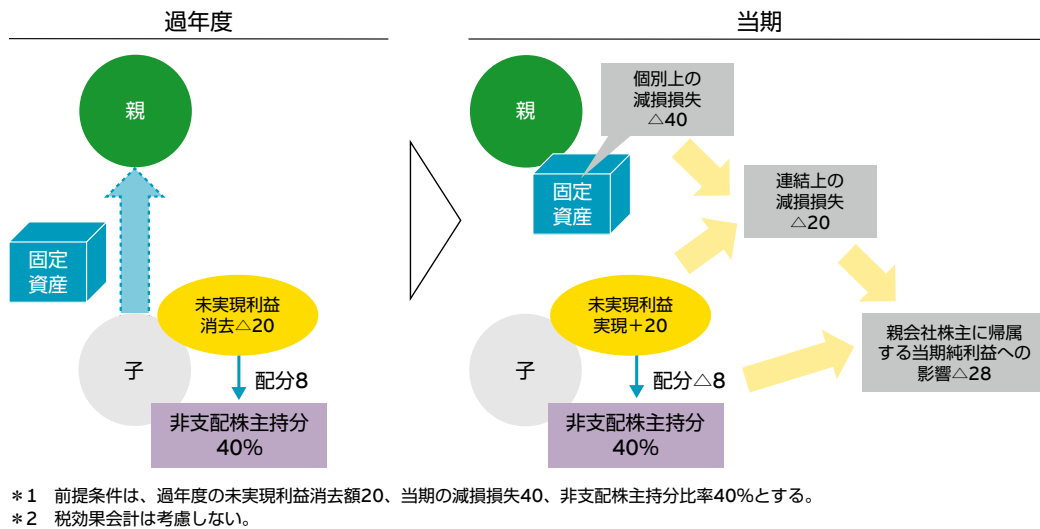 過年度
親
固定
資産
未実現利益
消去△20
子
配分8
非支配株主持分
40%
当期
個別上の
減損損失
△40
親
固定
資産
連結上の
減損損失
△20
未実現利益
実現+20
子
配分△8
非支配株主持分
40%
親会社株主に帰属
する当期純利益への
影響△28
＊1 前提条件は、過年度の未実現利益消去額20、当期の減損損失40、非支配株主持分比率40%とする。
＊2 税効果会計は考慮しない。